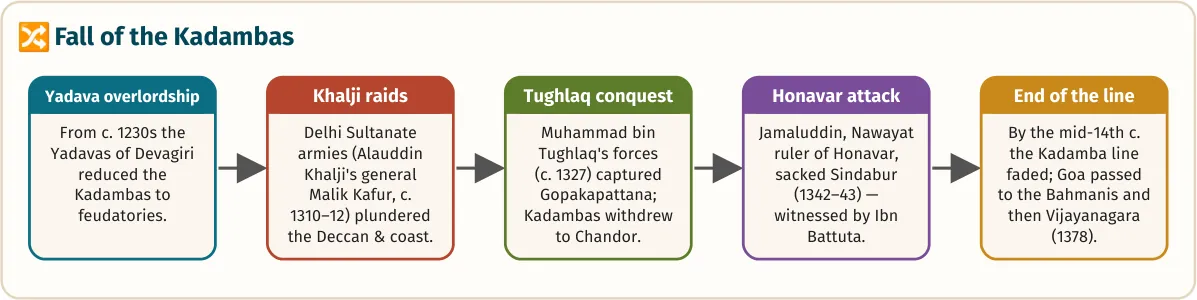 Fall of the Kadambas
Yadava overlordship
From c. 1230s the
Yadavas of Devagiri
reduced the
Kadambas to
feudatories.
Khalji raids
Delhi Sultanate
armies (Alauddin
Khalji's general
Malik Kafur, c.
1310–12) plundered
the Deccan & coast.
Tughlaq conquest
Muhammad bin
Tughlaq's forces
(c. 1327) captured
Gopakapattana;
Kadambas withdrew
to Chandor.
Honavar attack
Jamaluddin, Nawayat
ruler of Honavar,
sacked Sindabur
(1342–43) —
witnessed by Ibn
Battuta.
End of the line
By the mid-14th c.
the Kadamba line
faded; Goa passed
to the Bahmanis and
then Vijayanagara
(1378).